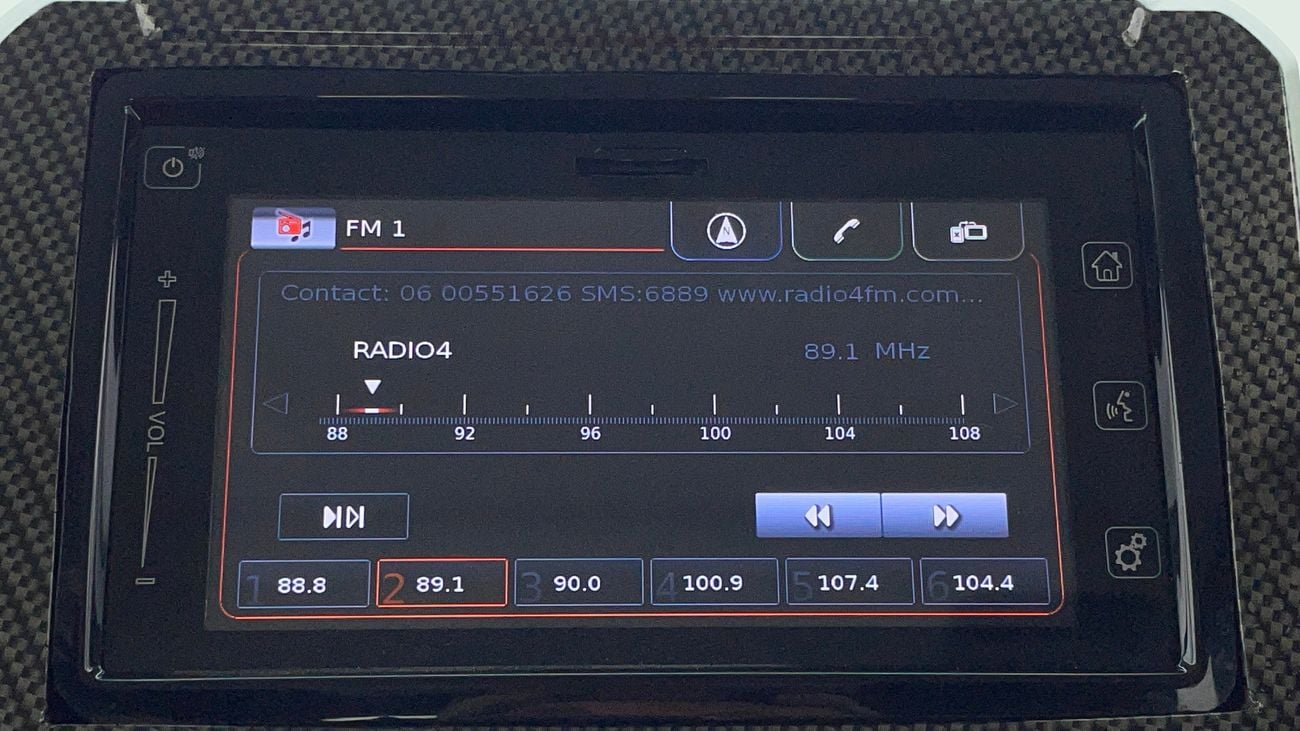 FM 1
N
Contact: 06 00551626 SMS:6889 www.radio4fm.com...
RADIO4 89.1 MHz
88 92 96 100 104 108
VOL
1 88.8 2 89.1 3 90.0 4 100.9 5 107.4 6 104.4